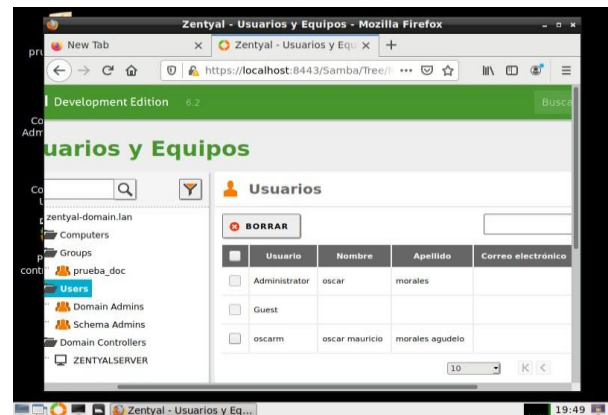 Zentyal - Usuarios y Equipos - Mozilla Firefox
New Tab
Zentyal - Usuarios y Equ
https://localhost:8443/Samba/Tree/
Development Edition 6.2
Busca
uarios y Equipos
zentyal-domain.lan
Computers
Groups
prueba_doc
Users
Domain Admins
Schema Admins
Domain Controllers
ZENTYALSERVER
Usuarios
BORRAR
Usuario Nombre Apellido Correo electrónico
Administrator oscar morales
Guest
oscarm oscar mauricio morales agudelo
10
Zentyal - Usuarios y Eq...
19:49